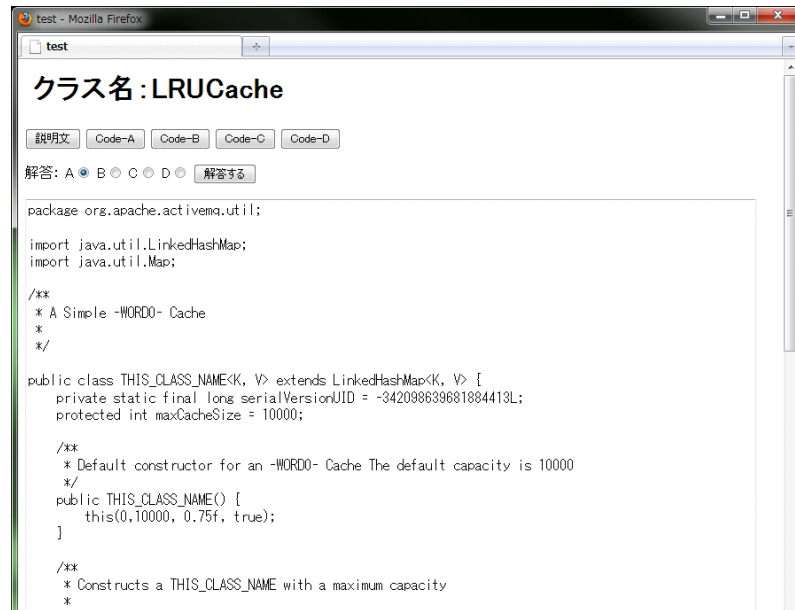 test - Mozilla Firefox
test
クラス名:LRUCache
説明文 Code-A Code-B Code-C Code-D
解答: A B C D 解答する
package org.apache.activemq.util;
import java.util.LinkedHashMap;
import java.util.Map;
/**
* A Simple -WORD0- Cache
*
*/
public class THIS_CLASS_NAME<K, V> extends LinkedHashMap<K, V> {
private static final long serialVersionUID = -342098639681884413L;
protected int maxCacheSize = 10000;
/**
* Default constructor for an -WORD0- Cache The default capacity is 10000
*/
public THIS_CLASS_NAME() {
this(0,10000, 0.75f, true);
}
/**
* Constructs a THIS_CLASS_NAME with a maximum capacity
*